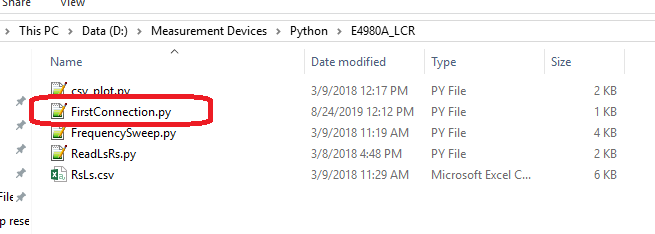 Share View
This PC > Data (D:) > Measurement Devices > Python > E4980A_LCR
Name Date modified Type Size
csv_plot.py 3/9/2018 12:17 PM PY File 2 KB
FirstConnection.py 8/24/2019 12:12 PM PY File 1 KB
FrequencySweep.py 3/9/2018 11:19 AM PY File 4 KB
ReadLsRs.py 3/8/2018 4:48 PM PY File 2 KB
RsLs.csv 3/9/2018 11:29 AM Microsoft Excel C... 6 KB
File
p rese